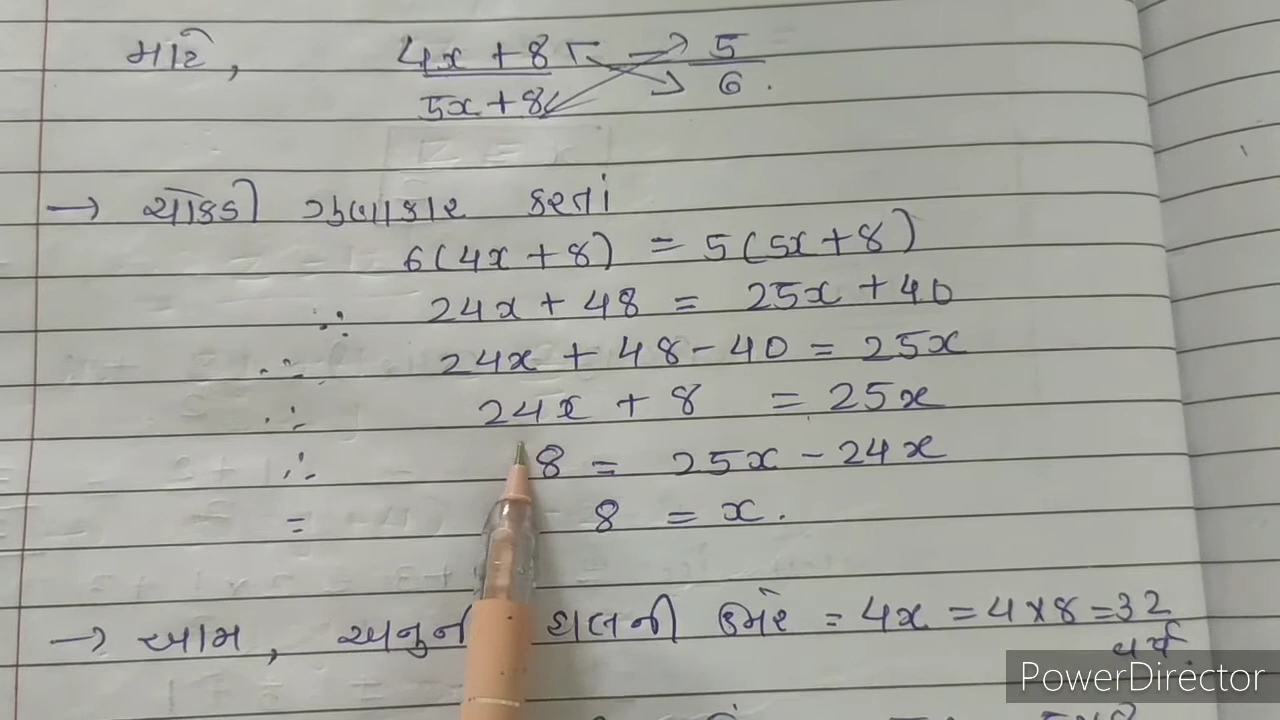 માટે, 4x + 8 / 5x + 8 = 5 / 6.
→ ચોકડી ગુણાકાર કરતાં
6(4x + 8) = 5(5x + 8)
∴ 24x + 48 = 25x + 40
∴ 24x + 48 - 40 = 25x
∴ 24x + 8 = 25x
∴ 8 = 25x - 24x
= 8 = x.
→ આમ, અનુની હાલની ઉંમર = 4x = 4 x 8 = 32
વર્ષ.
PowerDirector